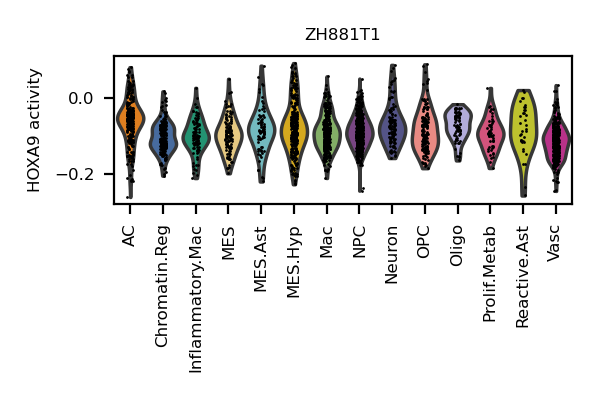 ZH881T1
HOXA9 activity
0.0
−0.2
AC
Chromatin.Reg
Inflammatory.Mac
MES
MES.Ast
MES.Hyp
Mac
NPC
Neuron
OPC
Oligo
Prolif.Metab
Reactive.Ast
Vasc